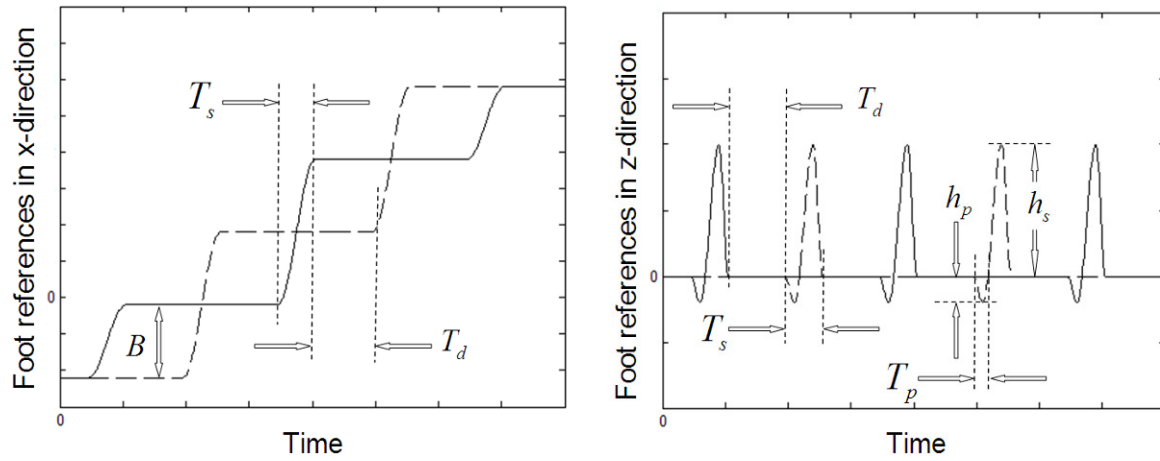 Foot references in x-direction
T_s
0
B
T_d
0
Time
Foot references in z-direction
T_d
h_p
h_s
0
T_s
T_p
0
Time